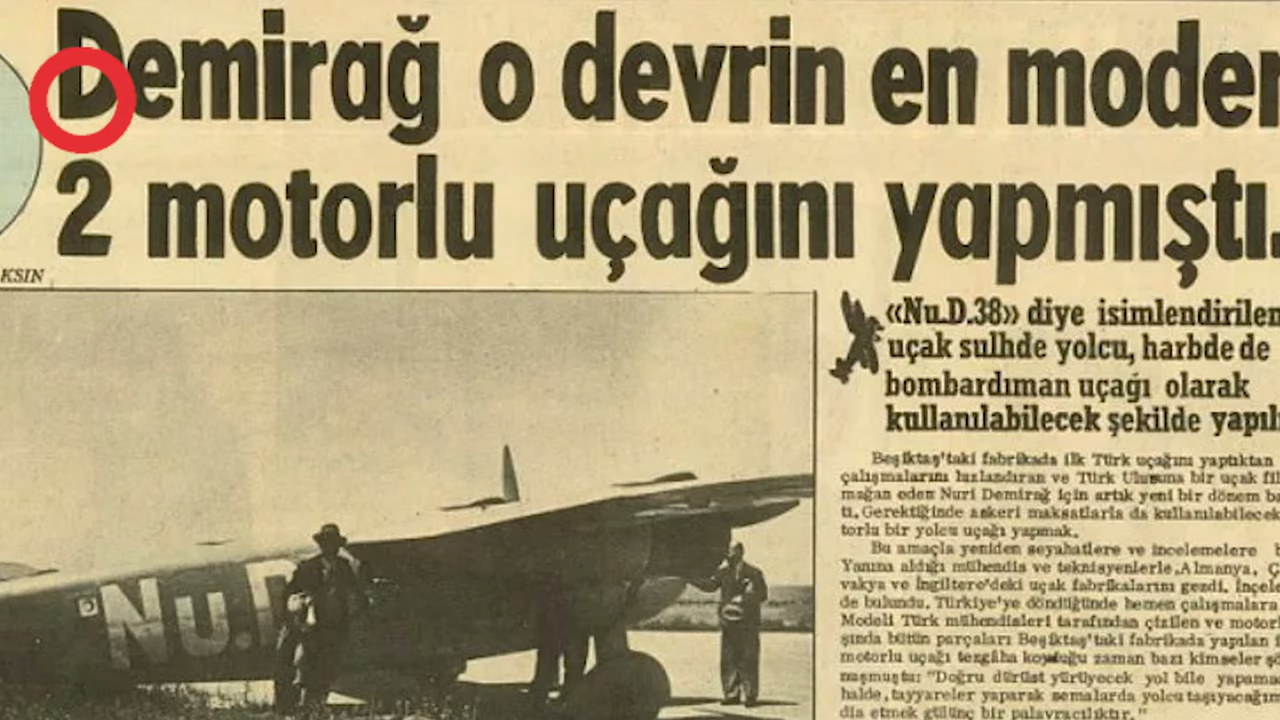 Demirağ o devrin en moder
2 motorlu uçağını yapmıştı.
KSIN
«Nu.D.38» diye isimlendirilen
uçak sulhde yolcu, harbde de
bombardıman uçağı olarak
kullanılabilecek şekilde yapılı
Nu.D
Beşiktaş'taki fabrikada ilk Türk uçağını yaptıktan
çalışmalarını hızlandıran ve Türk Ulusuna bir uçak fil
mağan eden Nuri Demirağ için artık yeni bir dönem ba
tı. Gerektiğinde askeri maksatlarla da kullanılabilecek
torlu bir yolcu uçağı yapmak.
Bu amaçla yeniden seyahatlere ve incelemelere b
Yanına aldığı mühendis ve teknisyenlerle, Almanya, Ç
vakya ve İngiltere'deki uçak fabrikalarını gezdi. İncele
de bulundu. Türkiye'ye döndüğünde hemen çalışmalara
Modeli Türk mühendisleri tarafından çizilen ve motorl
şında bütün parçaları Beşiktaş'taki fabrikada yapılan
motorlu uçağı tezgâha koyduğu zaman bazı kimseler şö
nuşmuştu: "Doğru dürüst yürüyecek yol bile yapama
halde, tayyareler yaparak semalarda yolcu taşıyacağım
dia etmek gülünç bir palavracılıktır."